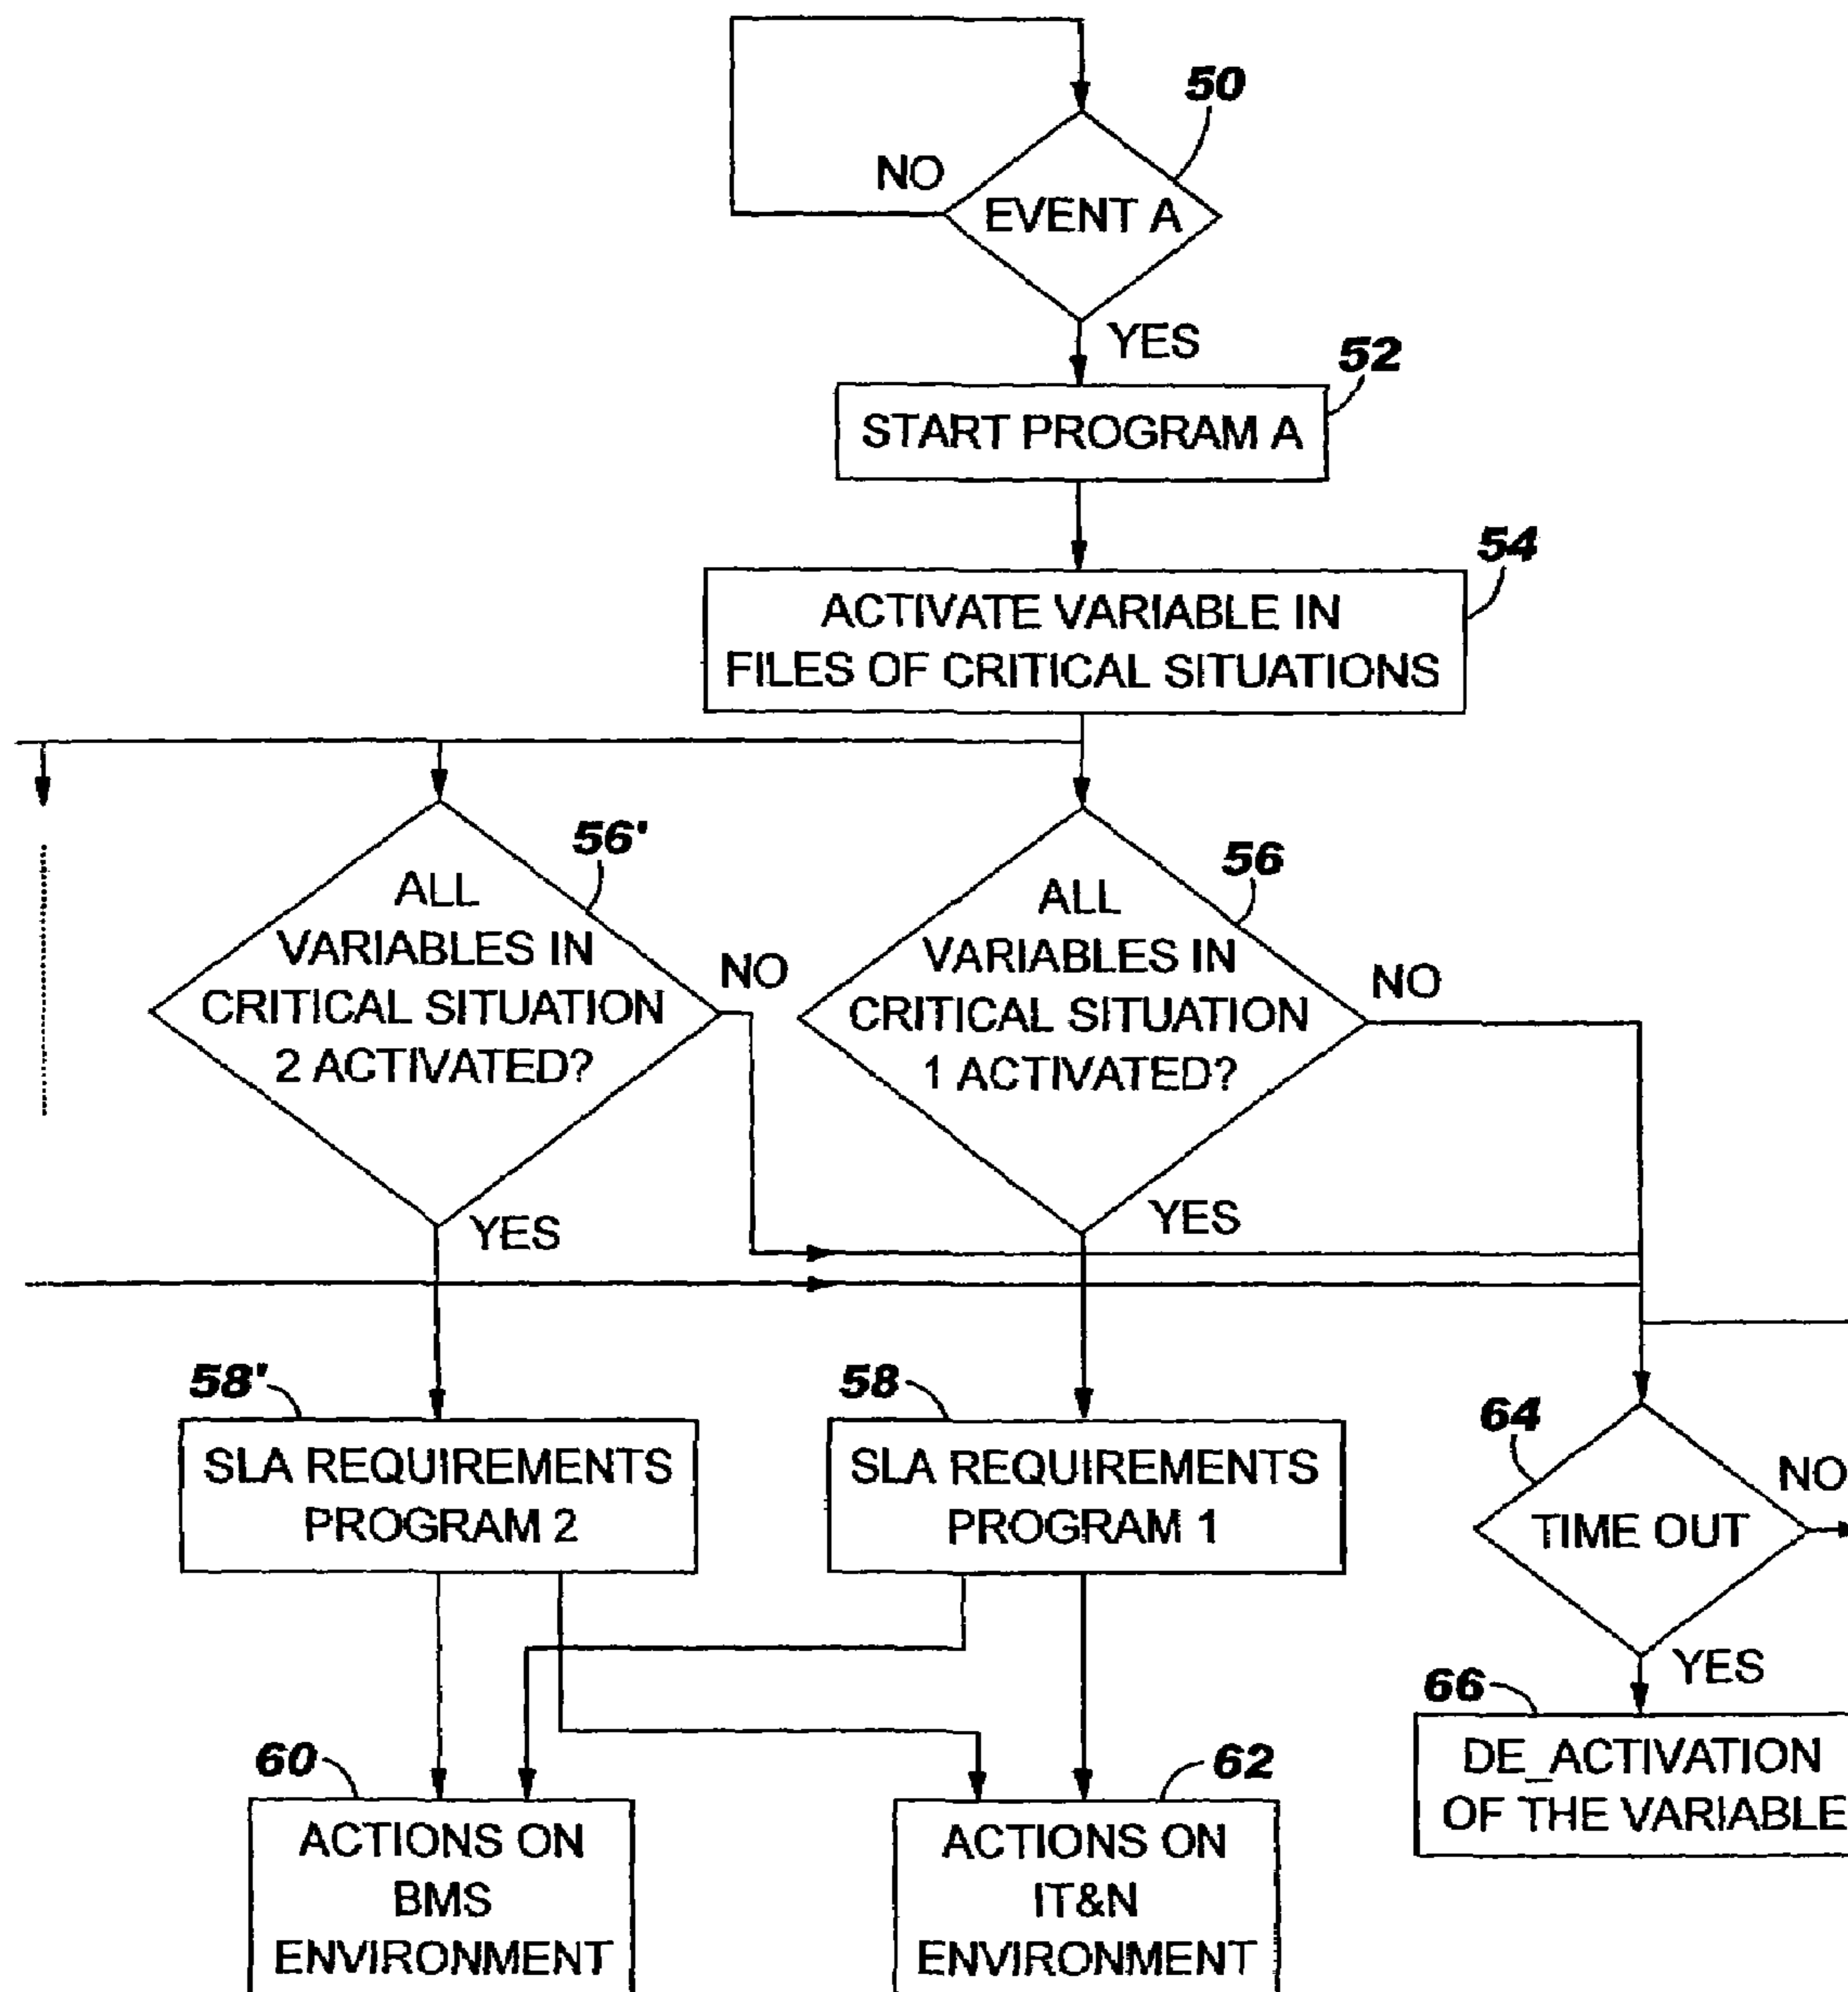 50
NO
EVENT A
YES
52
START PROGRAM A
54
ACTIVATE VARIABLE IN
FILES OF CRITICAL SITUATIONS
56'
ALL
VARIABLES IN
CRITICAL SITUATION
2 ACTIVATED?
NO
YES
56
ALL
VARIABLES IN
CRITICAL SITUATION
1 ACTIVATED?
NO
YES
58'
SLA REQUIREMENTS
PROGRAM 2
58
SLA REQUIREMENTS
PROGRAM 1
64
NO
TIME OUT
YES
66
DE_ACTIVATION
OF THE VARIABLE
60
ACTIONS ON
BMS
ENVIRONMENT
62
ACTIONS ON
IT&N
ENVIRONMENT